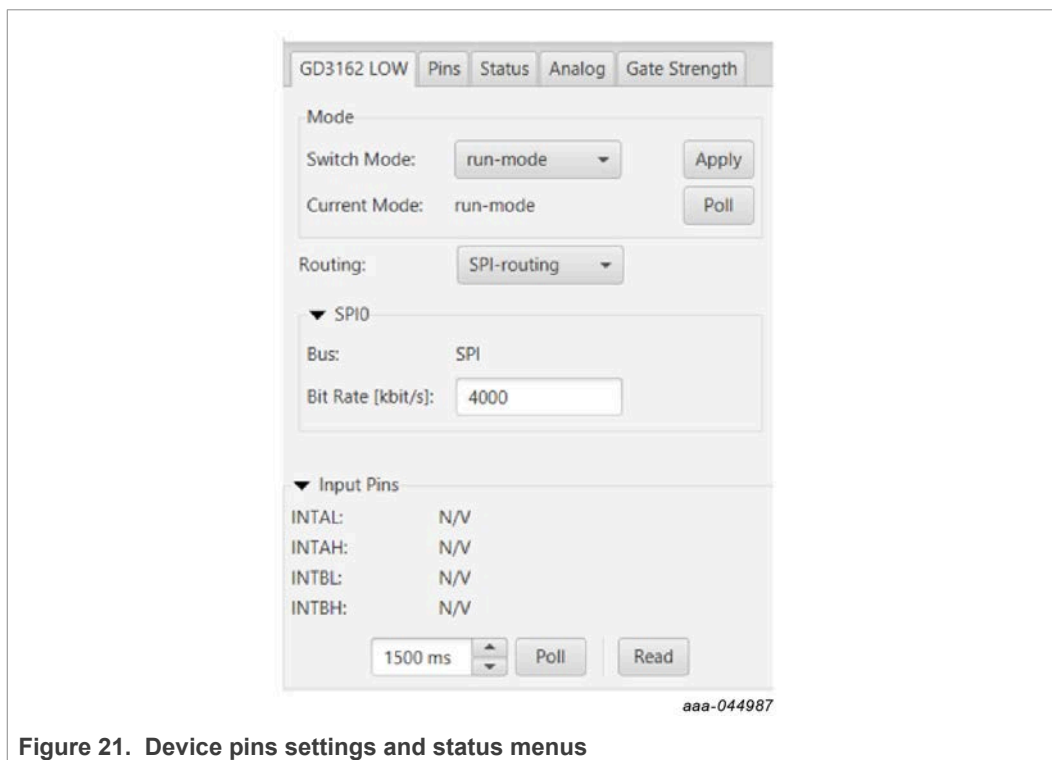 GD3162 LOW Pins Status Analog Gate Strength
Mode
Switch Mode: run-mode Apply
Current Mode: run-mode Poll
Routing: SPI-routing
SPI0
Bus: SPI
Bit Rate [kbit/s]: 4000
Input Pins
INTAL: N/V
INTAH: N/V
INTBL: N/V
INTBH: N/V
1500 ms Poll Read
aaa-044987
Figure 21. Device pins settings and status menus